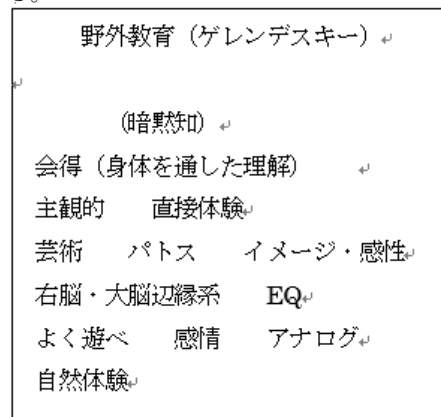 る。
野外教育（ゲレンデスキー）
（暗黙知）
会得（身体を通した理解）
主観的　直接体験
芸術　パトス　イメージ・感性
右脳・大脳辺縁系　EQ
よく遊べ　感情　アナログ
自然体験